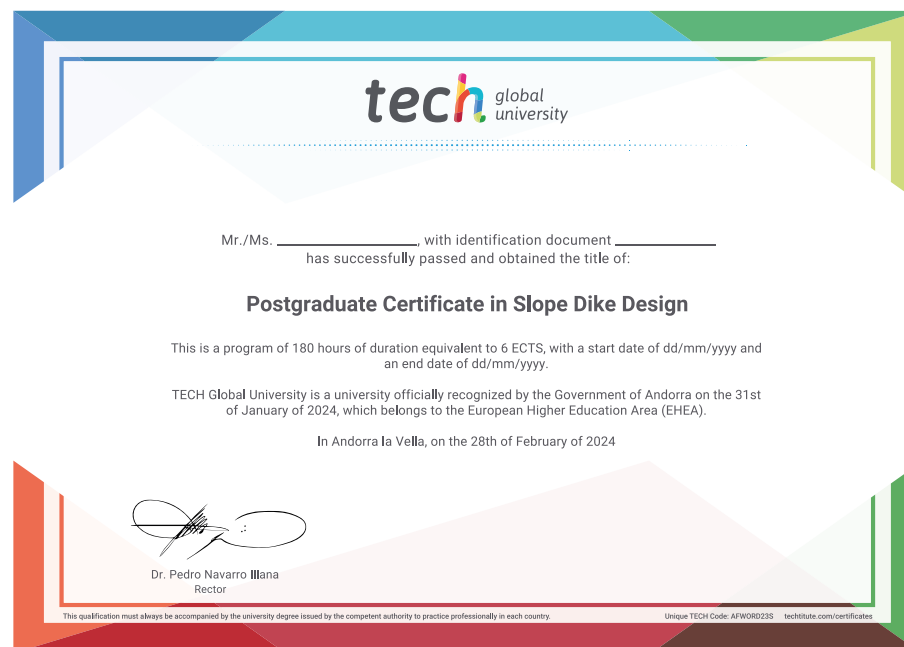 tech global university
Mr./Ms. ____________________, with identification document ______________
has successfully passed and obtained the title of:
Postgraduate Certificate in Slope Dike Design
This is a program of 180 hours of duration equivalent to 6 ECTS, with a start date of dd/mm/yyyy and
an end date of dd/mm/yyyy.
TECH Global University is a university officially recognized by the Government of Andorra on the 31st
of January of 2024, which belongs to the European Higher Education Area (EHEA).
In Andorra la Vella, on the 28th of February of 2024
Dr. Pedro Navarro Illana
Rector
This qualification must always be accompanied by the university degree issued by the competent authority to practice professionally in each country. Unique TECH Code: AFWORD23S techtitute.com/certificates